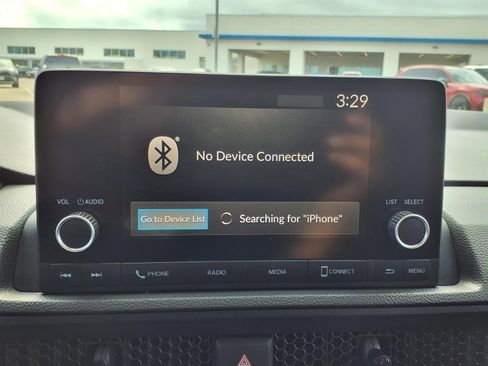 3:29
No Device Connected
VOL AUDIO
LIST SELECT
Go to Device List Searching for "iPhone"
PHONE RADIO MEDIA CONNECT MENU